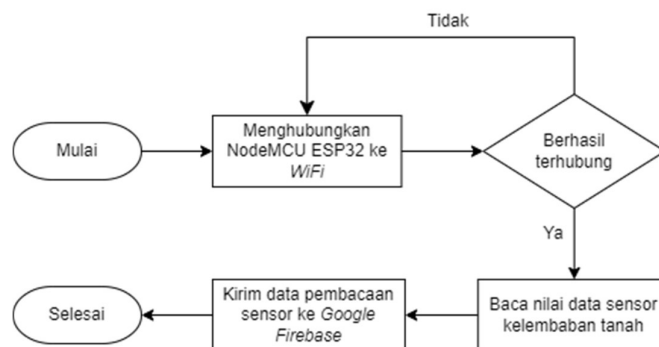 Tidak
Mulai
Menghubungkan
NodeMCU ESP32 ke
WiFi
Berhasil
terhubung
Ya
Baca nilai data sensor
kelembaban tanah
Kirim data pembacaan
sensor ke Google
Firebase
Selesai